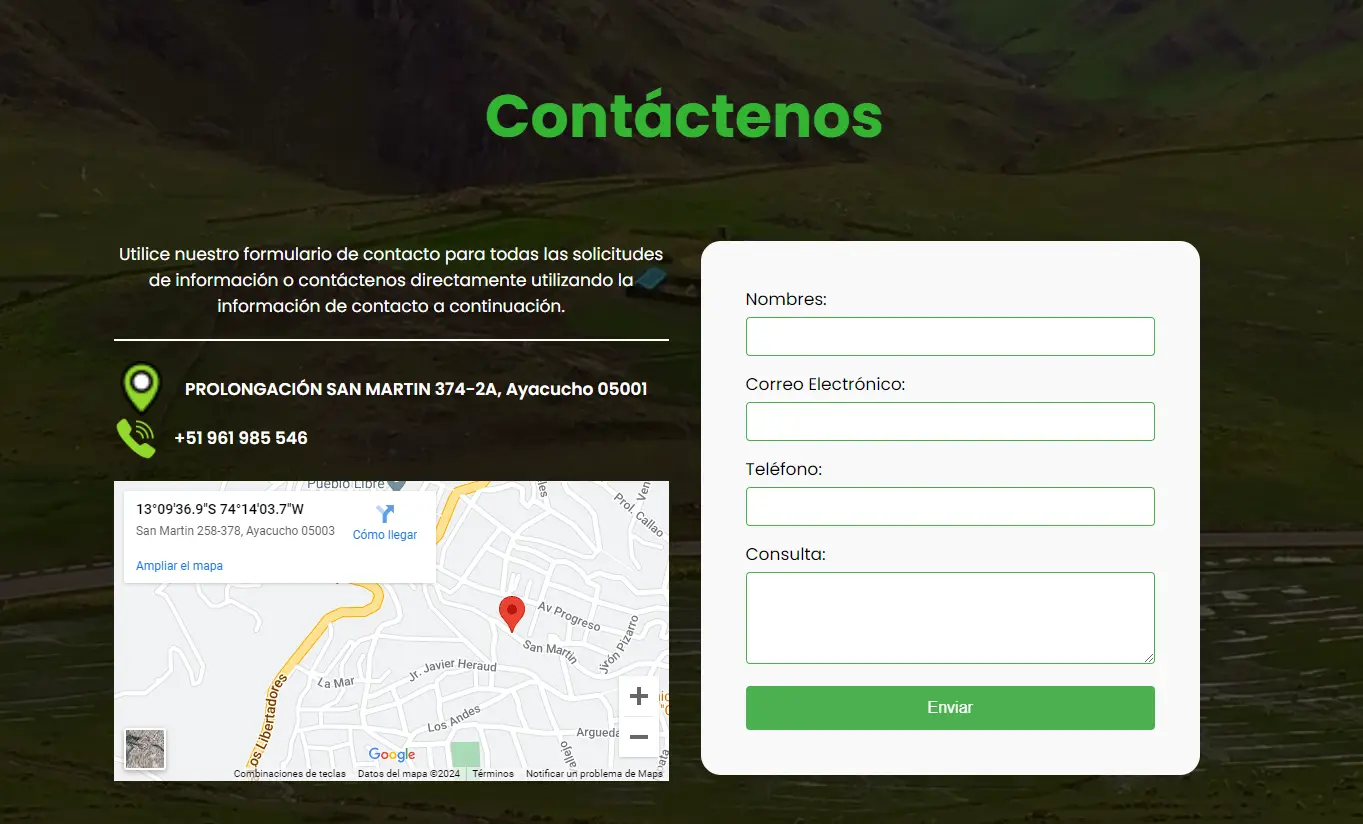 Contáctenos
Utilice nuestro formulario de contacto para todas las solicitudes
de información o contáctenos directamente utilizando la
información de contacto a continuación.
PROLONGACIÓN SAN MARTIN 374-2A, Ayacucho 05001
+51 961 985 546
Pueblo Libre
13°09'36.9"S 74°14'03.7"W
San Martin 258-378, Ayacucho 05003
Cómo llegar
Ampliar el mapa
Prol. Callao
Av Progreso
San Martin
Jirón Pizarro
Jr. Javier Heraud
La Mar
Los Andes
os Libertadores
Google
Combinaciones de teclas
Datos del mapa ©2024
Términos
Notificar un problema de Maps
Nombres:
Correo Electrónico:
Teléfono:
Consulta:
Enviar